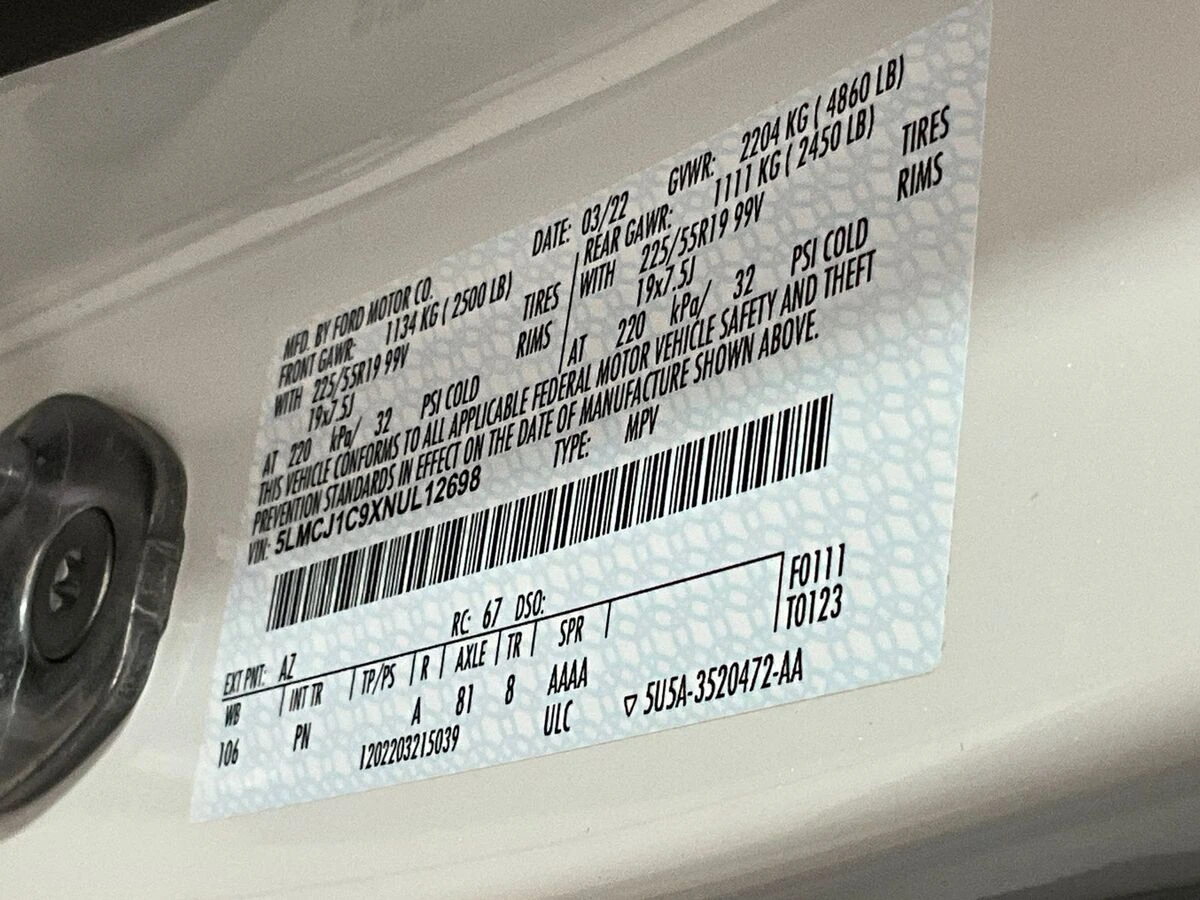 MFD. BY FORD MOTOR CO. DATE: 03/22 GVWR: 2204 KG ( 4860 LB)
FRONT GAWR: 1134 KG ( 2500 LB) REAR GAWR: 1111 KG ( 2450 LB)
WITH 225/55R19 99V TIRES WITH 225/55R19 99V TIRES
19x7.5J RIMS 19x7.5J RIMS
AT 220 kPa/ 32 PSI COLD AT 220 kPa/ 32 PSI COLD
THIS VEHICLE CONFORMS TO ALL APPLICABLE FEDERAL MOTOR VEHICLE SAFETY AND THEFT
PREVENTION STANDARDS IN EFFECT ON THE DATE OF MANUFACTURE SHOWN ABOVE.
VIN: 5LMCJ1C9XNUL12698 TYPE: MPV
EXT PNT: AZ RC: 67 DSO: F0111
WB INT TR TP/PS R AXLE TR SPR T0123
106 PN A 81 8 AAAA
1202203215039 ULC ▽ 5U5A-3520472-AA